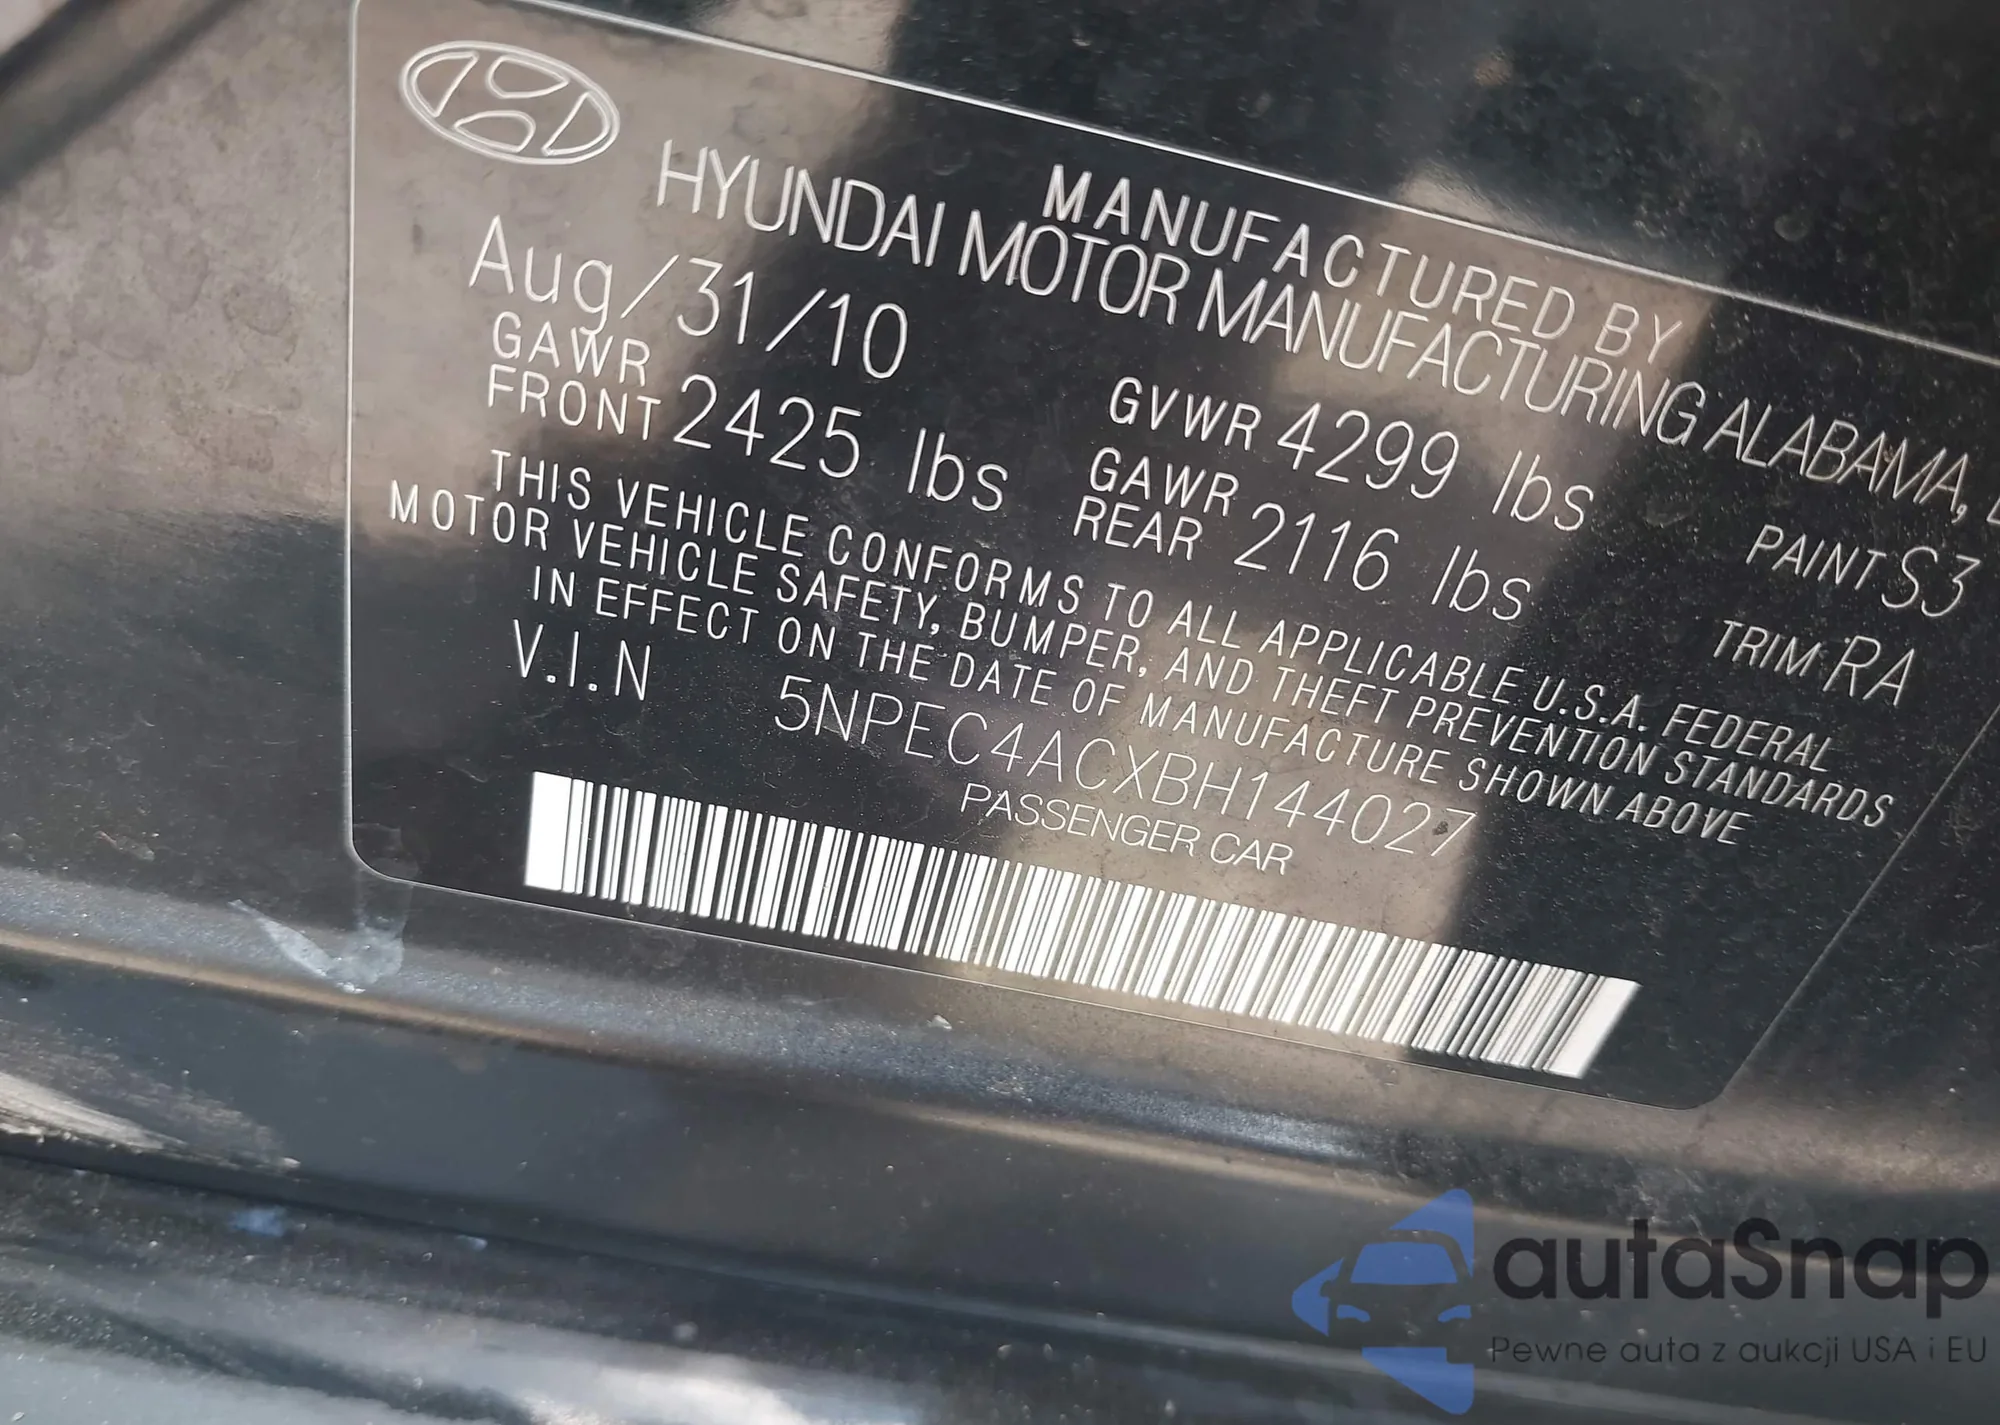 MANUFACTURED BY
HYUNDAI MOTOR MANUFACTURING ALABAMA,
Aug/31/10 GVWR 4299 lbs PAINT S3
GAWR FRONT 2425 lbs GAWR REAR 2116 lbs TRIM RA
THIS VEHICLE CONFORMS TO ALL APPLICABLE U.S.A. FEDERAL
MOTOR VEHICLE SAFETY, BUMPER, AND THEFT PREVENTION STANDARDS
IN EFFECT ON THE DATE OF MANUFACTURE SHOWN ABOVE
V.I.N 5NPEC4ACXBH144027
PASSENGER CAR
autaSnap
Pewne auta z aukcji USA i EU